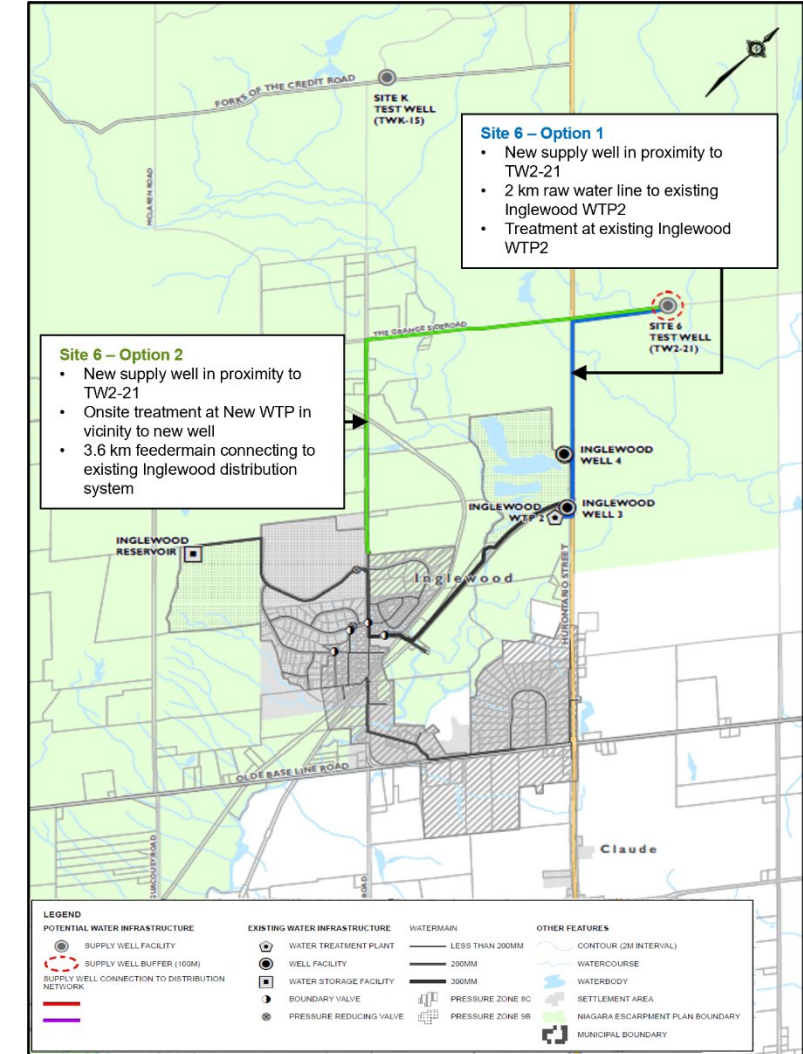 FORKS OF THE CREDIT ROAD
SITE K
TEST WELL
(TWK-15)
MCLAREN ROAD
Site 6 – Option 1
• New supply well in proximity to
TW2-21
• 2 km raw water line to existing
Inglewood WTP2
• Treatment at existing Inglewood
WTP2
THE GRANGE SIDEROAD
SITE 6
TEST WELL
(TW2-21)
Site 6 – Option 2
• New supply well in proximity to
TW2-21
• Onsite treatment at New WTP in
vicinity to new well
• 3.6 km feedermain connecting to
existing Inglewood distribution
system
INGLEWOOD
WELL 4
INGLEWOOD
WTP 2
INGLEWOOD
WELL 3
INGLEWOOD
RESERVOIR
Inglewood
HURONTARIO STREET
OLDE BASE LINE ROAD
Claude
GUACOUSY ROAD
ROAD
LEGEND
POTENTIAL WATER INFRASTRUCTURE
SUPPLY WELL FACILITY
SUPPLY WELL BUFFER (100M)
SUPPLY WELL CONNECTION TO DISTRIBUTION
NETWORK
EXISTING WATER INFRASTRUCTURE
WATER TREATMENT PLANT
WELL FACILITY
WATER STORAGE FACILITY
BOUNDARY VALVE
PRESSURE REDUCING VALVE
WATERMAIN
LESS THAN 200MM
200MM
300MM
PRESSURE ZONE 8C
PRESSURE ZONE 9B
OTHER FEATURES
CONTOUR (2M INTERVAL)
WATERCOURSE
WATERBODY
SETTLEMENT AREA
NIAGARA ESCARPMENT PLAN BOUNDARY
MUNICIPAL BOUNDARY